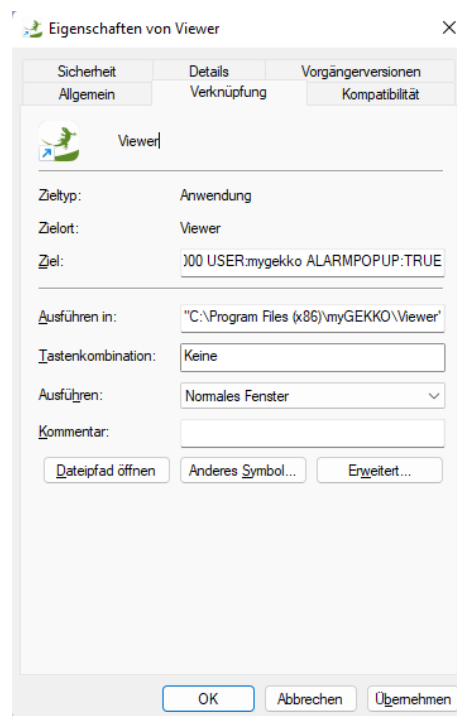 Eigenschaften von Viewer
Sicherheit Details Vorgängerversionen
Allgemein Verknüpfung Kompatibilität
Viewer
Zieltyp: Anwendung
Zielort: Viewer
Ziel: 000 USER:mygekko ALARMPOPUP:TRUE
Ausführen in: "C:\Program Files (x86)\myGEKKO\Viewer"
Tastenkombination: Keine
Ausführen: Normales Fenster
Kommentar:
Dateipfad öffnen Anderes Symbol... Erweitert...
OK Abbrechen Übernehmen